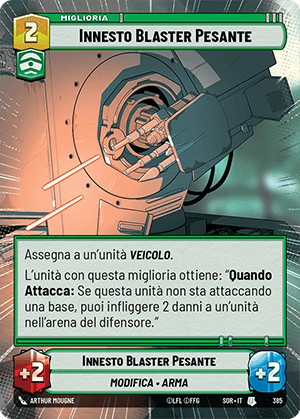 MIGLIORIA
2
INNESTO BLASTER PESANTE
Assegna a un'unità VEICOLO.
L'unità con questa miglioria ottiene: "Quando
Attacca: Se questa unità non sta attaccando
una base, puoi infliggere 2 danni a un'unità
nell'arena del difensore."
+2
INNESTO BLASTER PESANTE
MODIFICA • ARMA
+2
ARTHUR MOUGNE
©LFL ©FFG
SOR • IT
385